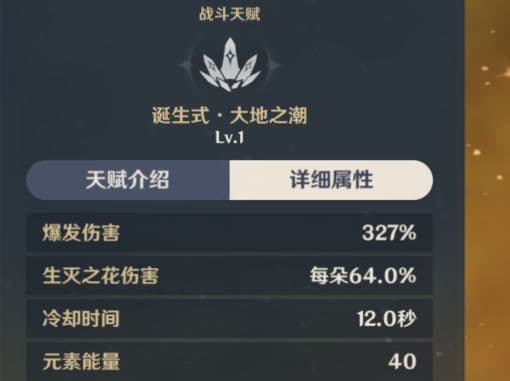 战斗天赋
诞生式·大地之潮
Lv.1
天赋介绍 详细属性
爆发伤害 327%
生灭之花伤害 每朵64.0%
冷却时间 12.0秒
元素能量 40